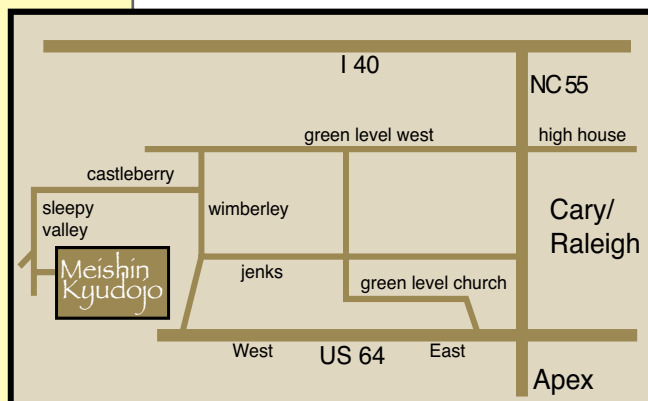 I 40
NC 55
green level west
high house
castleberry
sleepy
valley
wimberley
Cary/
Raleigh
Meishin
Kyudojo
jenks
green level church
West
US 64
East
Apex